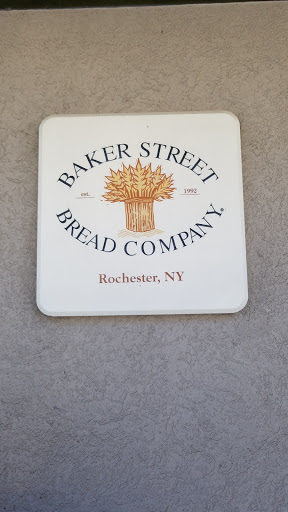 BAKER STREET
est. 1992
BREAD COMPANY®
Rochester, NY